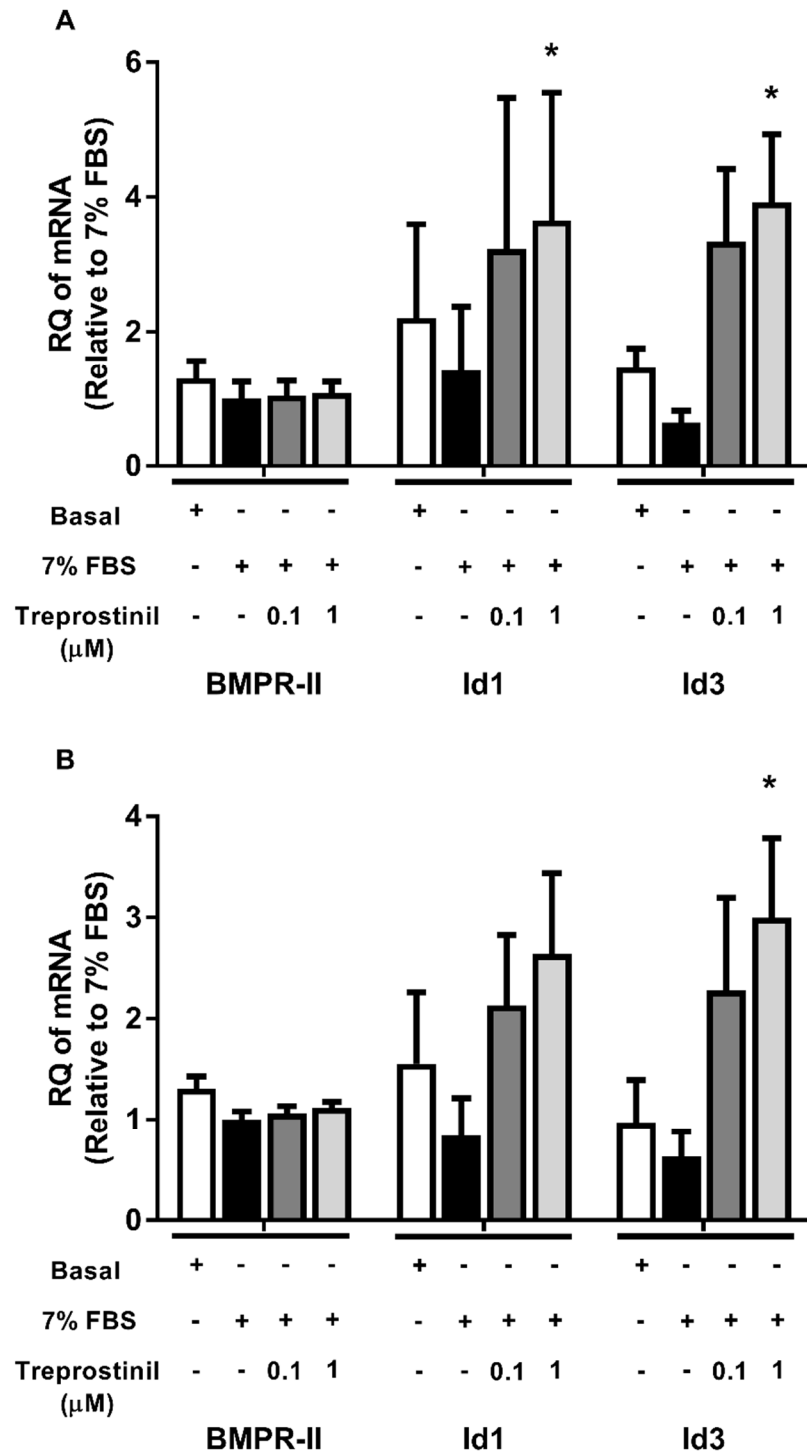 A
RQ of mRNA
(Relative to 7% FBS)
6
4
2
0
*
*
Basal + - - - + - - - + - - -
7% FBS - + + + - + + + - + + +
Treprostinil - - 0.1 1 - - 0.1 1 - - 0.1 1
(μM)
BMPR-II Id1 Id3
B
RQ of mRNA
(Relative to 7% FBS)
4
3
2
1
0
*
Basal + - - - + - - - + - - -
7% FBS - + + + - + + + - + + +
Treprostinil - - 0.1 1 - - 0.1 1 - - 0.1 1
(μM)
BMPR-II Id1 Id3